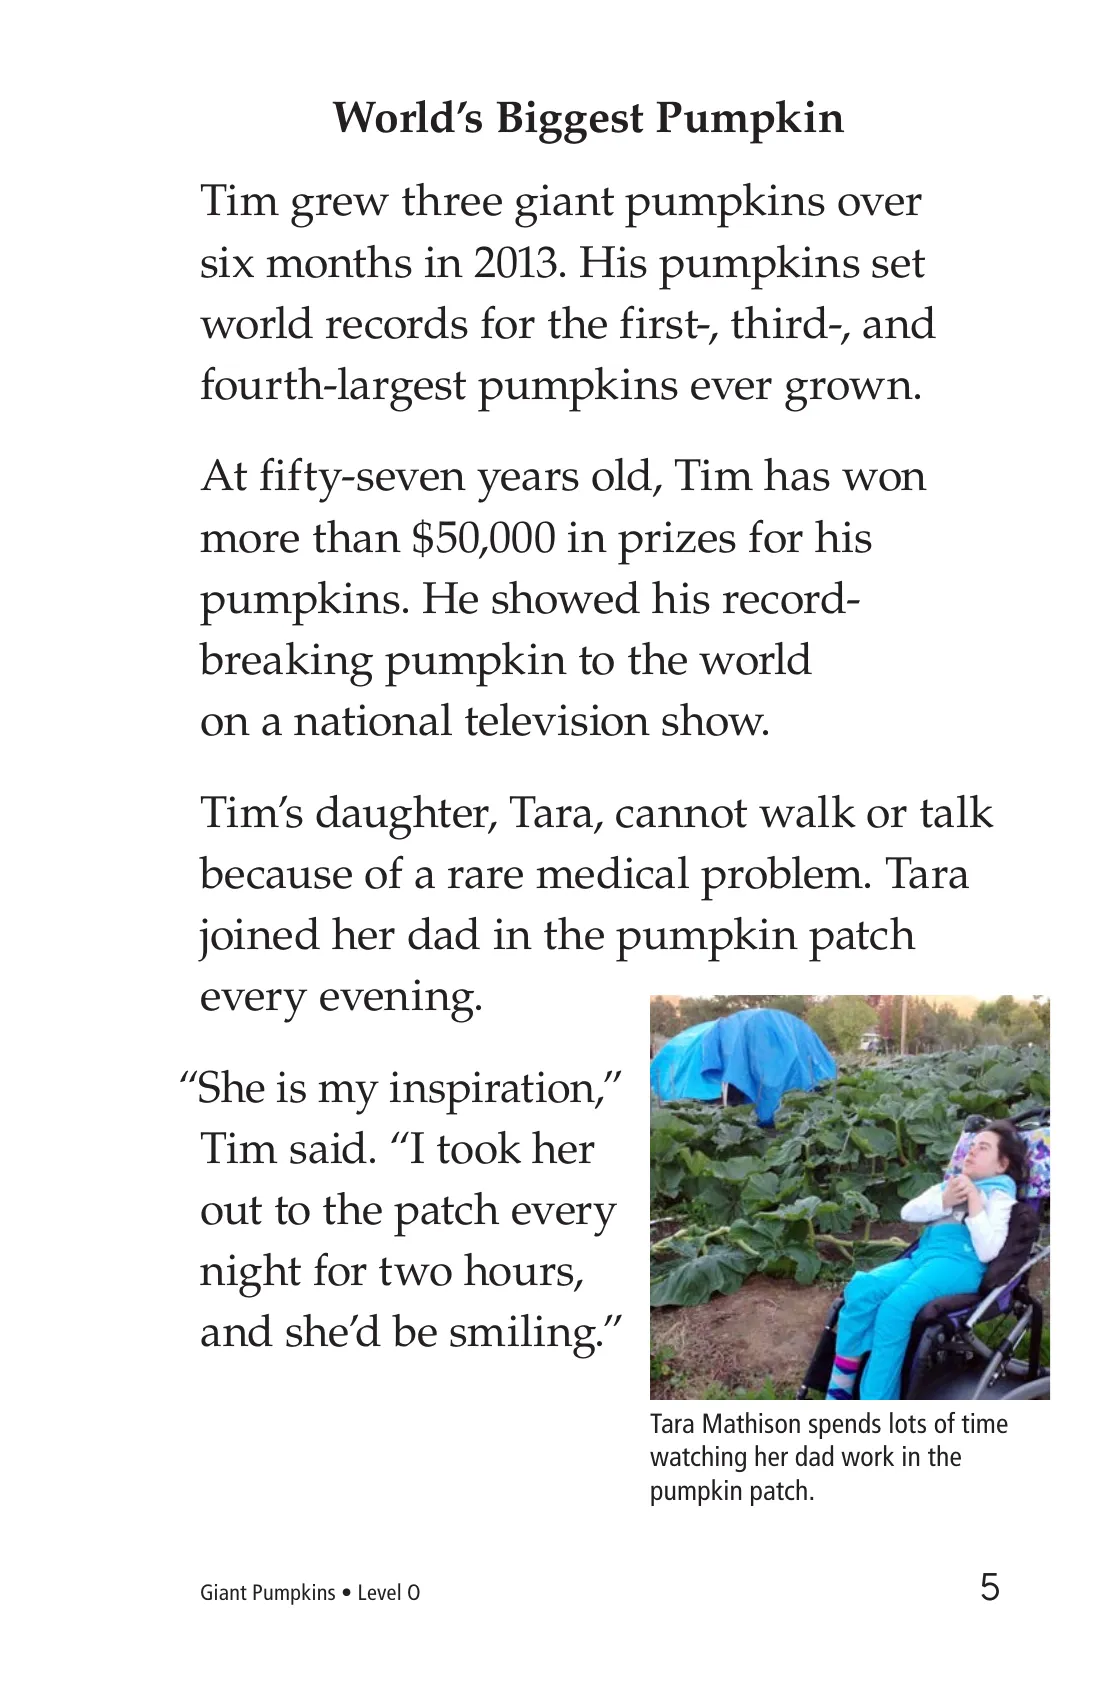 World’s Biggest Pumpkin
Tim grew three giant pumpkins over
six months in 2013. His pumpkins set
world records for the first-, third-, and
fourth-largest pumpkins ever grown.
At fifty-seven years old, Tim has won
more than $50,000 in prizes for his
pumpkins. He showed his record-
breaking pumpkin to the world
on a national television show.
Tim’s daughter, Tara, cannot walk or talk
because of a rare medical problem. Tara
joined her dad in the pumpkin patch
every evening.
“She is my inspiration,”
Tim said. “I took her
out to the patch every
night for two hours,
and she’d be smiling.”
Tara Mathison spends lots of time
watching her dad work in the
pumpkin patch.
Giant Pumpkins • Level O
5